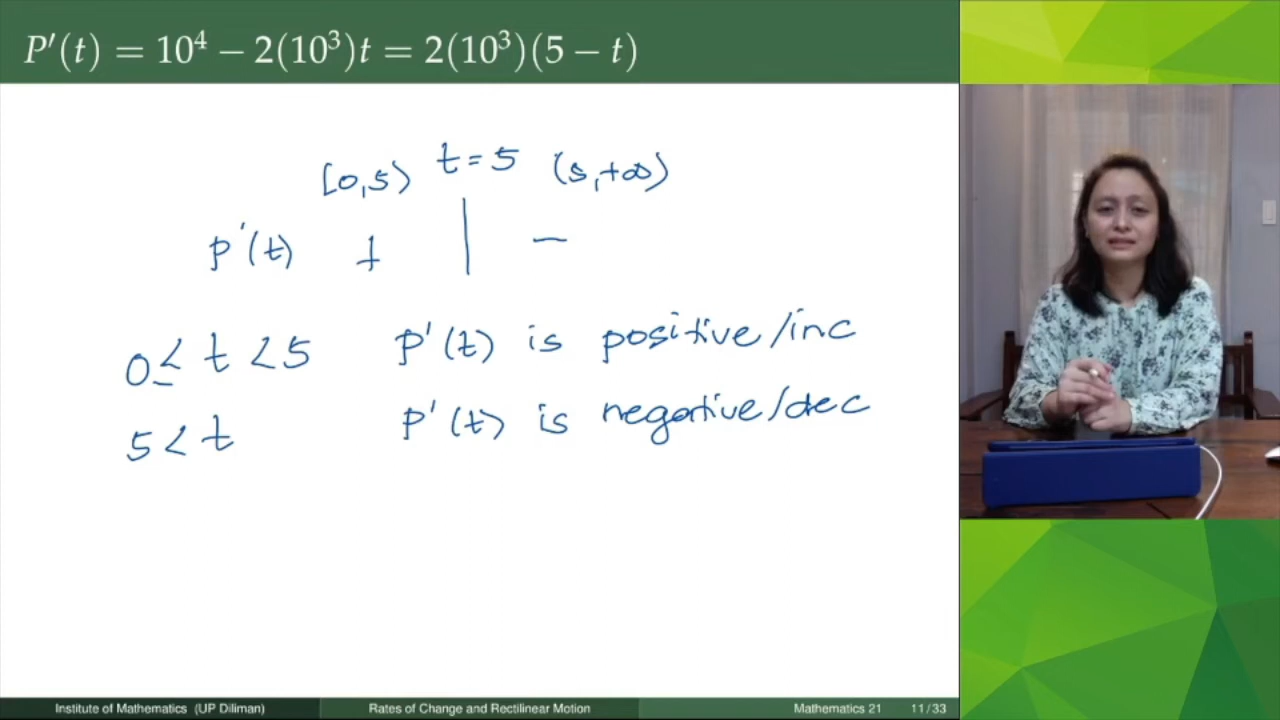 P′(t) = 10⁴ − 2(10³)t = 2(10³)(5 − t)
[0,5) t=5 (5,+∞)
P'(t) + | −
0 ≤ t < 5 P'(t) is positive/inc
5 < t P'(t) is negative/dec
Institute of Mathematics (UP Diliman) Rates of Change and Rectilinear Motion Mathematics 21 11/33